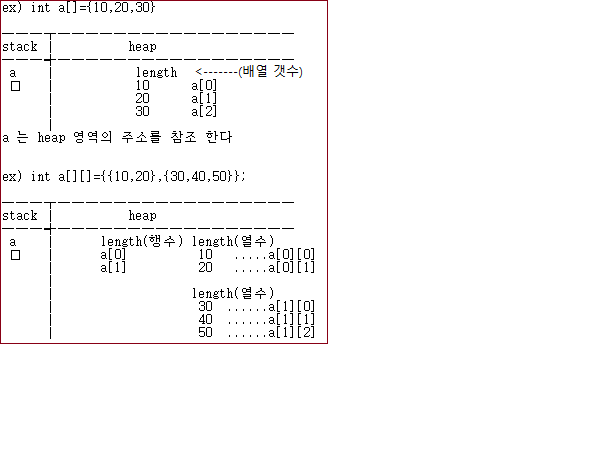 ex) int a[]={10,20,30}
stack heap
a length <-------(배열 갯수)
10 a[0]
20 a[1]
30 a[2]
a 는 heap 영역의 주소를 참조 한다
ex) int a[][]={{10,20},{30,40,50}};
stack heap
a length(행수) length(열수)
a[0] 10 .....a[0][0]
a[1] 20 .....a[0][1]
length(열수)
30 ......a[1][0]
40 ......a[1][1]
50 ......a[1][2]